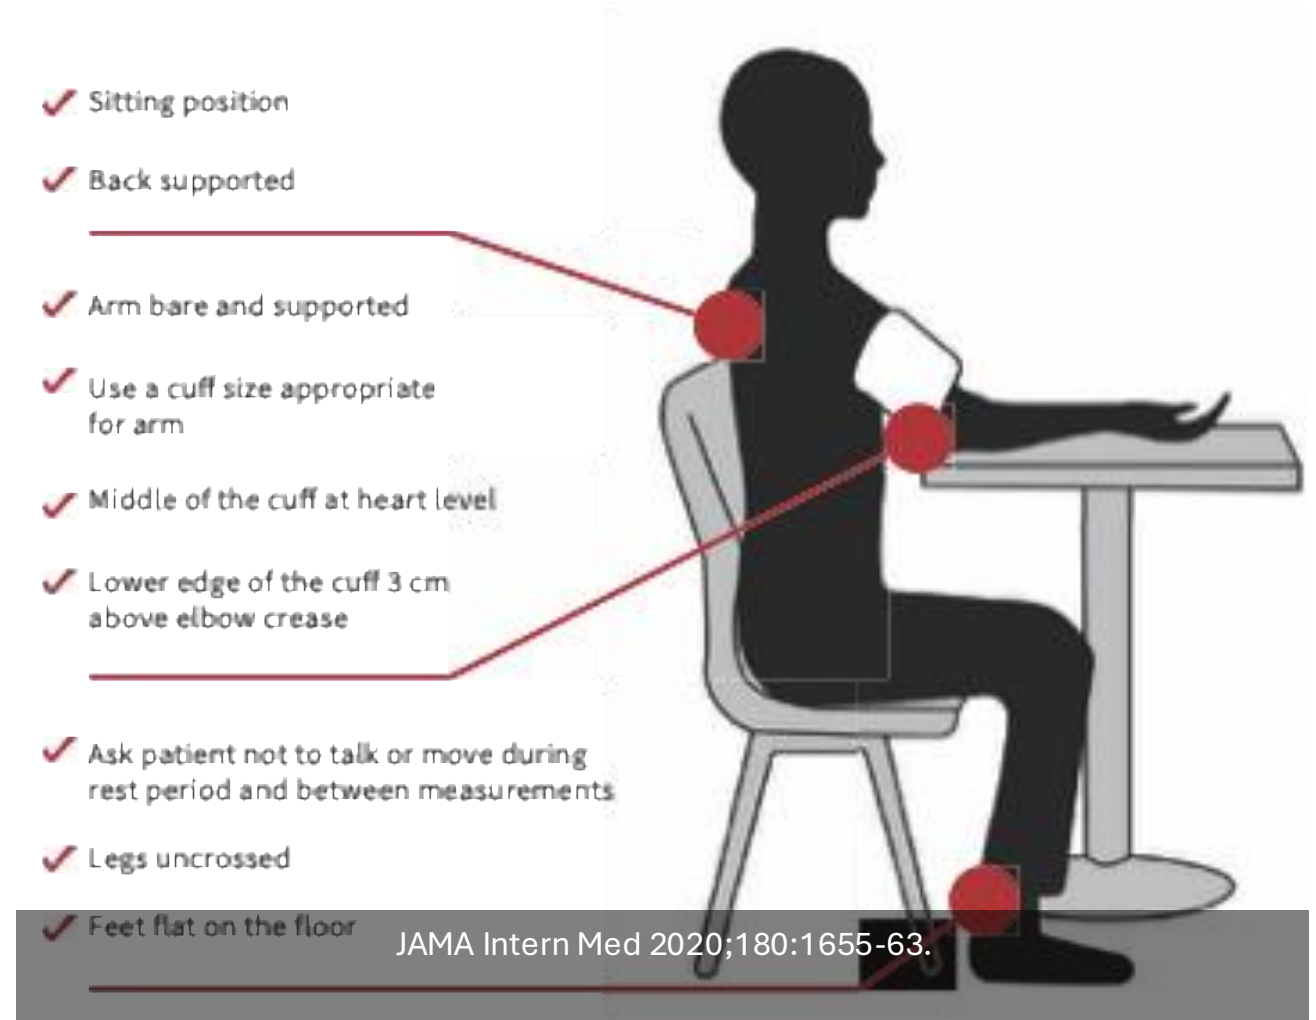 Sitting position
Back supported
Arm bare and supported
Use a cuff size appropriate
for arm
Middle of the cuff at heart level
Lower edge of the cuff 3 cm
above elbow crease
Ask patient not to talk or move during
rest period and between measurements
Legs uncrossed
Feet flat on the floor
JAMA Intern Med 2020;180:1655-63.